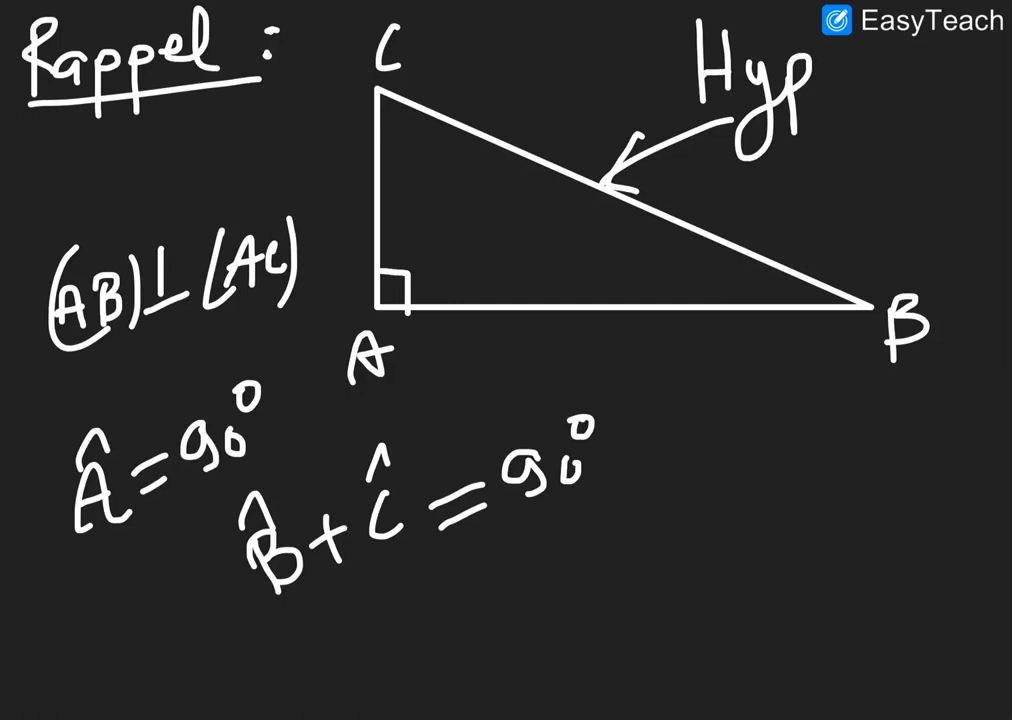 Rappel :
EasyTeach
C
Hyp
(AB) ⊥ (AC)
A
B
Â = 90°
B̂ + Ĉ = 90°